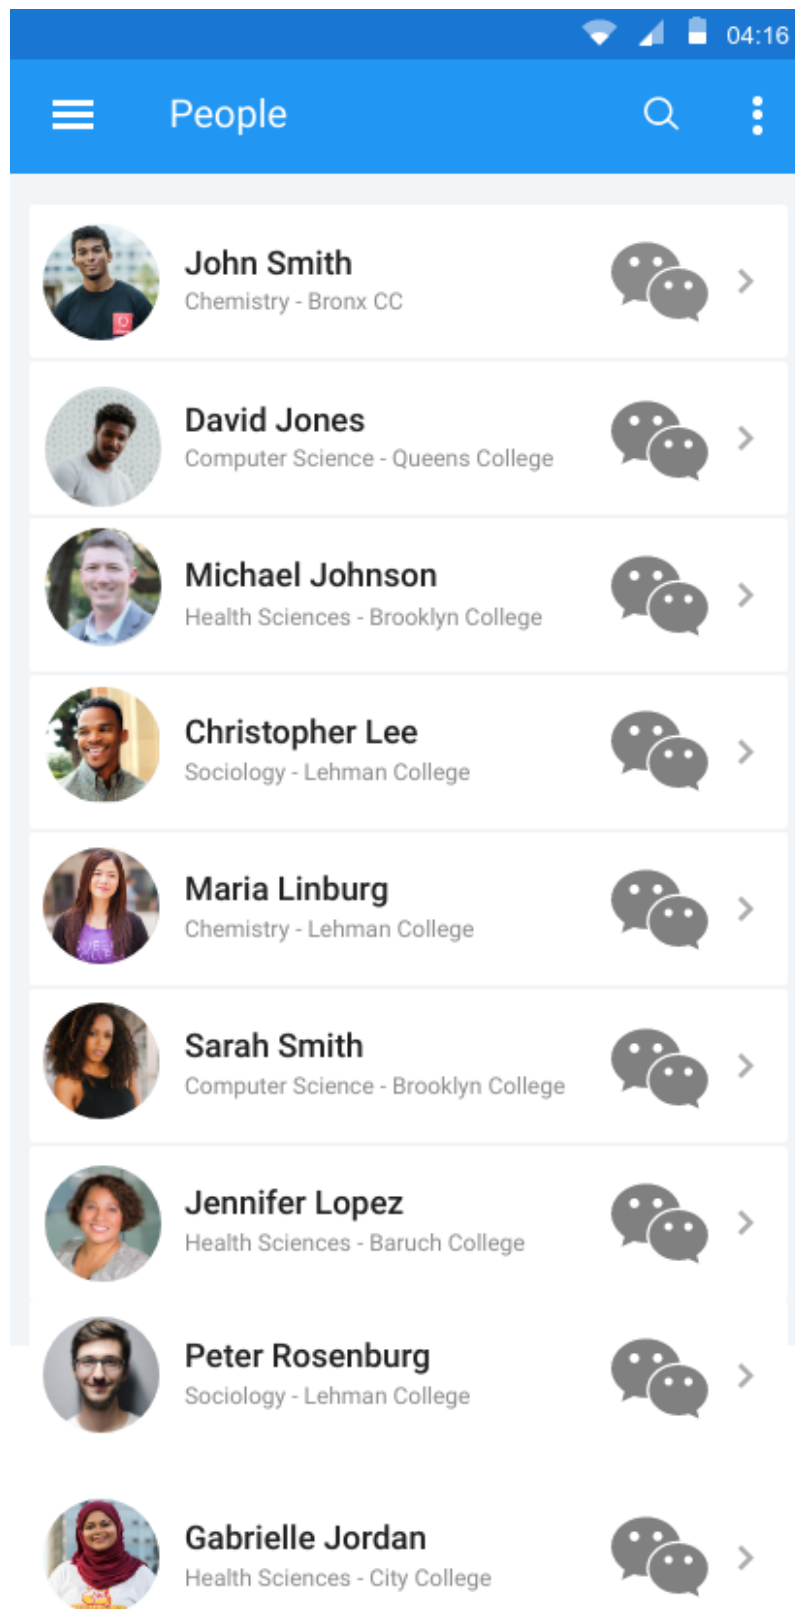 04:16
People
John Smith
Chemistry - Bronx CC
David Jones
Computer Science - Queens College
Michael Johnson
Health Sciences - Brooklyn College
Christopher Lee
Sociology - Lehman College
Maria Linburg
Chemistry - Lehman College
Sarah Smith
Computer Science - Brooklyn College
Jennifer Lopez
Health Sciences - Baruch College
Peter Rosenburg
Sociology - Lehman College
Gabrielle Jordan
Health Sciences - City College